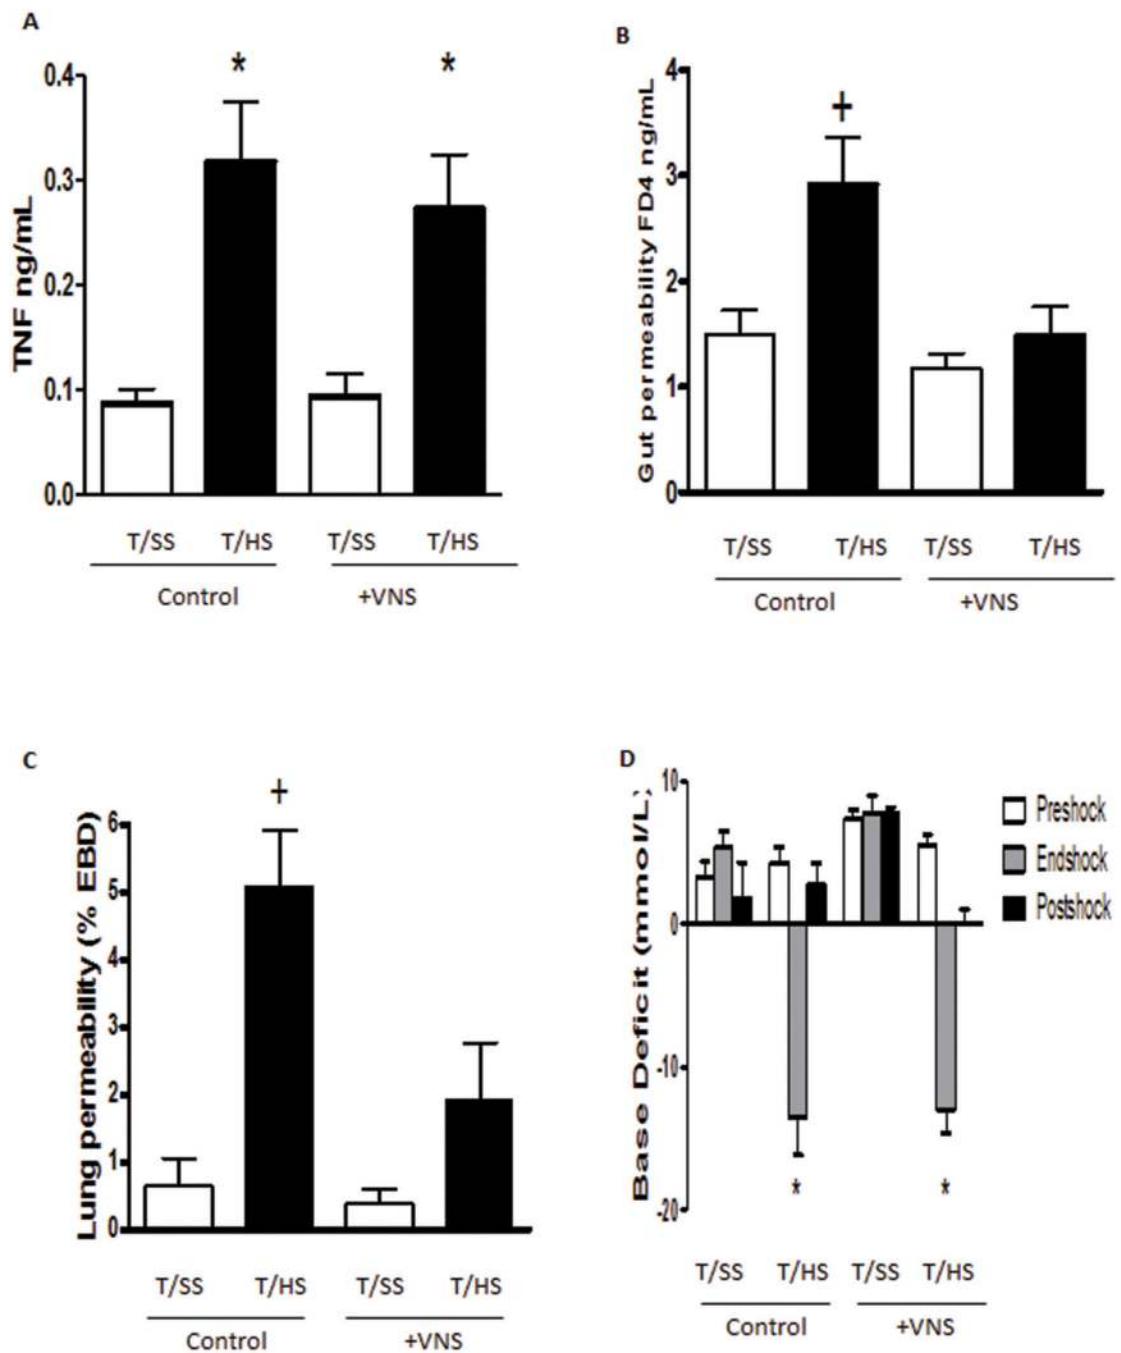 A
*
*
TNF ng/mL
0.4
0.3
0.2
0.1
0.0
T/SS T/HS T/SS T/HS
Control +VNS
B
+
Gut permeability FD4 ng/mL
4
3
2
1
0
T/SS T/HS T/SS T/HS
Control +VNS
C
+
Lung permeability (% EBD)
6
5
4
3
2
1
0
T/SS T/HS T/SS T/HS
Control +VNS
D
Base Deficit (mmol/L)
10
0
-10
-20
Preshock
Endshock
Postshock
* *
T/SS T/HS T/SS T/HS
Control +VNS